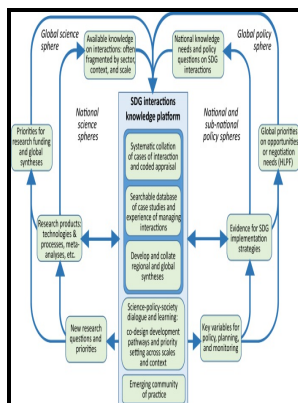 Global science
sphere
Global policy
sphere
Available knowledge
on interactions: often
fragmented by sector,
context, and scale
National knowledge
needs and policy
questions on SDG
interactions
SDG interactions
knowledge platform
National
science
spheres
National and
sub-national
policy spheres
Priorities for
research funding
and global
syntheses
Systematic collation
of cases of interaction
and coded appraisal
Global priorities
on opportunities
or negotiation
needs (HLPF)
Searchable database
of case studies and
experience of managing
interactions
Research products:
technologies &
processes, meta-
analyses, etc.
Evidence for SDG
implementation
strategies
Develop and collate
regional and global
syntheses
Science-policy-society
dialogue and learning:
co-design development
pathways and priority
setting across scales
and context
New research
questions and
priorities
Key variables for
policy, planning,
and monitoring
Emerging community
of practice